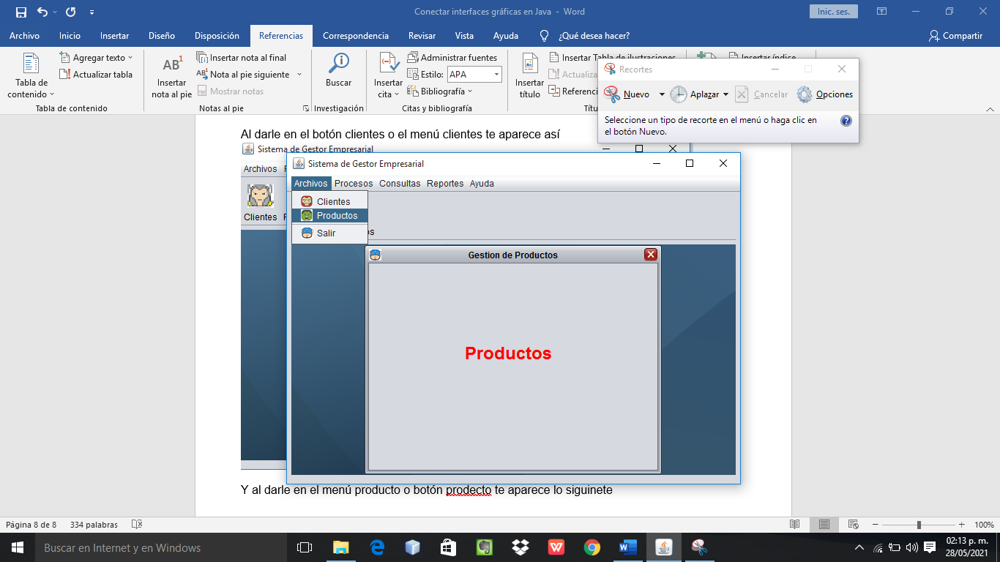 Conectar interfaces gráficas en Java - Word
Inic. ses.
Archivo Inicio Insertar Diseño Disposición Referencias Correspondencia Revisar Vista Ayuda ¿Qué desea hacer? Compartir
Tabla de contenido
Agregar texto
Actualizar tabla
Tabla de contenido
AB1
Insertar nota al pie
Insertar nota al final
Nota al pie siguiente
Mostrar notas
Notas al pie
Buscar
Investigación
Insertar cita
Administrar fuentes
Estilo: APA
Bibliografía
Citas y bibliografía
Insertar título
Insertar Tabla de ilustraciones
Actualiza
Referenci
Títu
Insertar índice
Recortes
Nuevo Aplazar Cancelar Opciones
Seleccione un tipo de recorte en el menú o haga clic en
el botón Nuevo.
Al darle en el botón clientes o el menú clientes te aparece así
Sistema de Gestor Empresarial
Archivos
Clientes
Sistema de Gestor Empresarial
Archivos Procesos Consultas Reportes Ayuda
Clientes
Productos
Salir
os
Gestion de Productos
Productos
Y al darle en el menú producto o botón prodecto te aparece lo siguinete
Página 8 de 8 334 palabras 100%
Buscar en Internet y en Windows
02:13 p. m.
28/05/2021